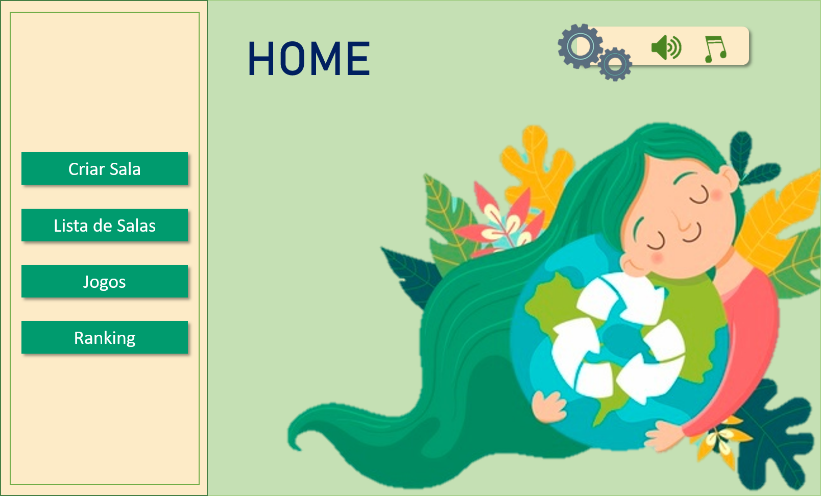 HOME
Criar Sala
Lista de Salas
Jogos
Ranking